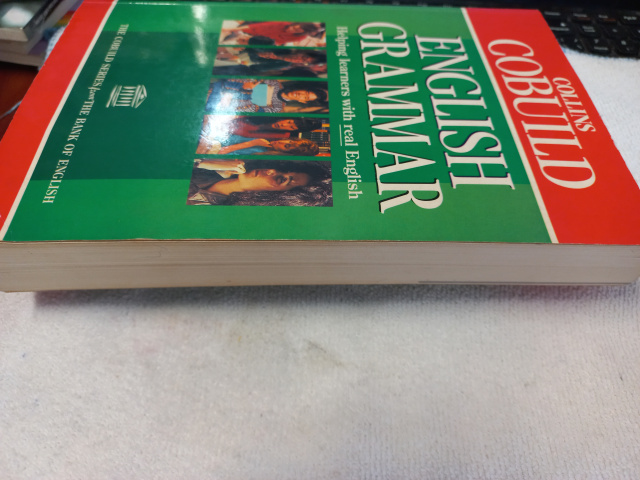 COLLINS
COBUILD
ENGLISH
GRAMMAR
Helping learners with real English
THE COBUILD SERIES from THE BANK OF ENGLISH